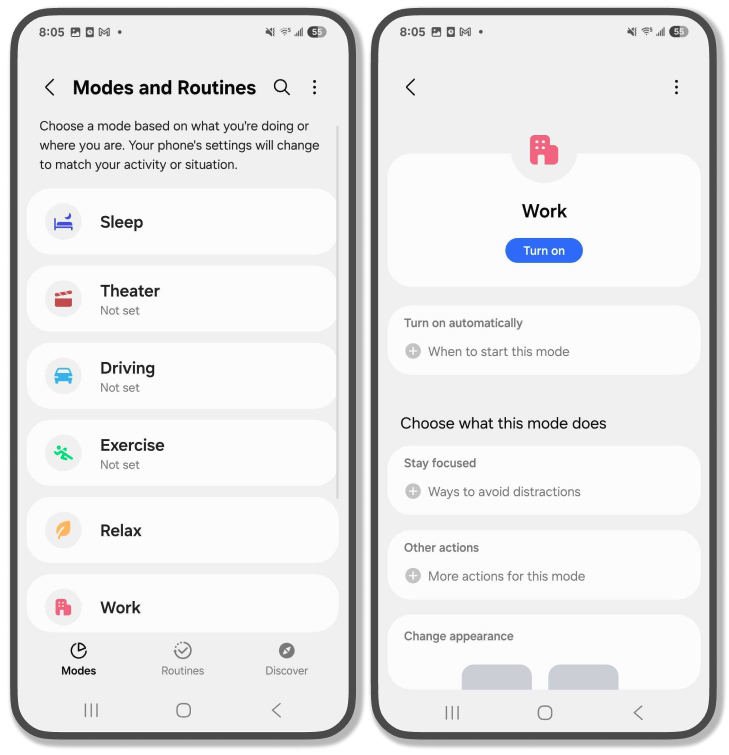 8:05
55
Modes and Routines
Choose a mode based on what you're doing or
where you are. Your phone's settings will change
to match your activity or situation.
Sleep
Theater
Not set
Driving
Not set
Exercise
Not set
Relax
Work
Modes
Routines
Discover
8:05
55
Work
Turn on
Turn on automatically
When to start this mode
Choose what this mode does
Stay focused
Ways to avoid distractions
Other actions
More actions for this mode
Change appearance